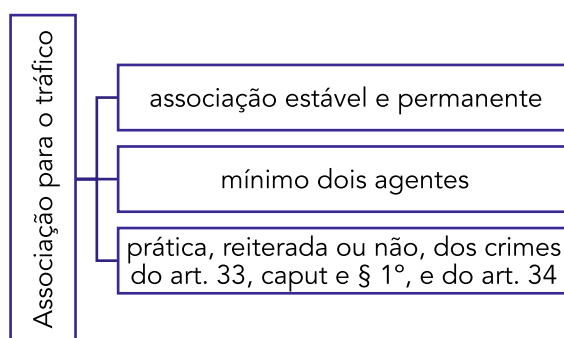 Associação para o tráfico
associação estável e permanente
mínimo dois agentes
prática, reiterada ou não, dos crimes
do art. 33, caput e § 1º, e do art. 34